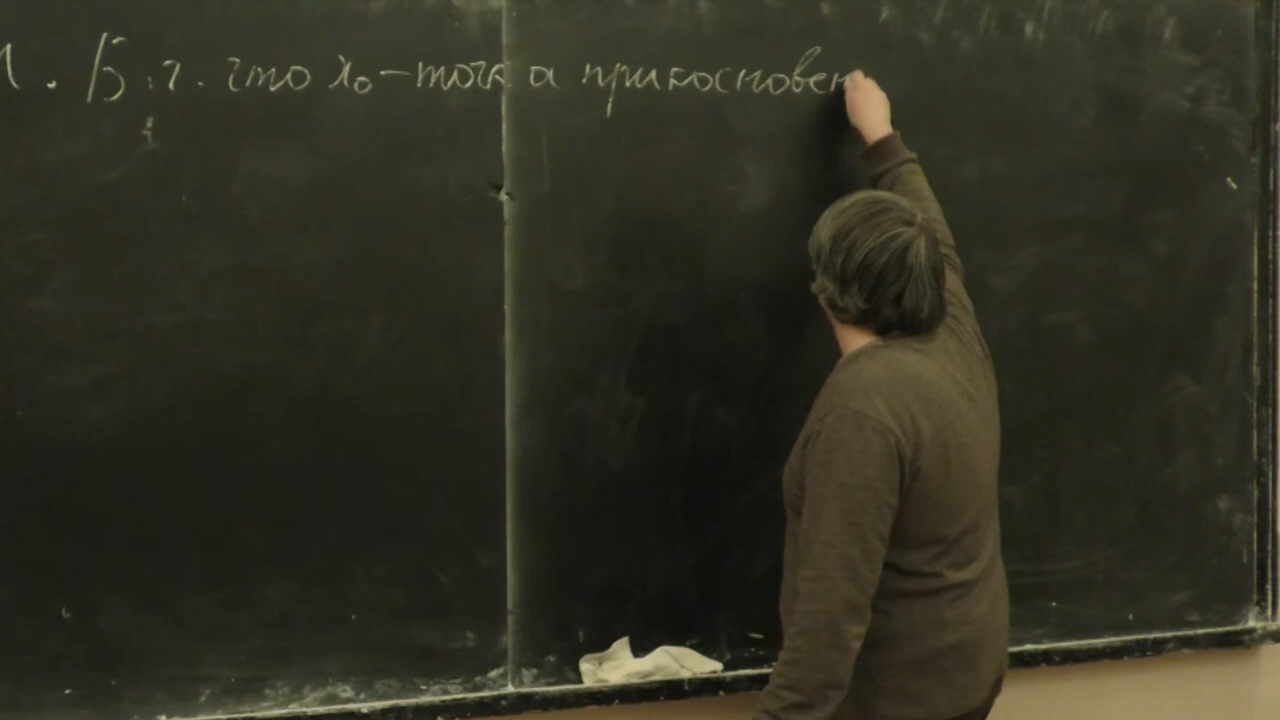 1. Б.г. что x₀ – точка прикосновен